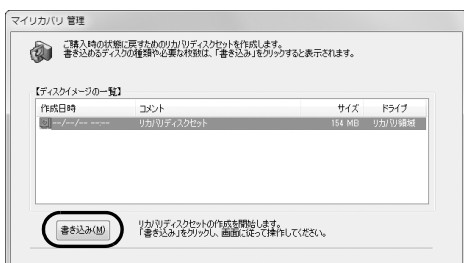 マイリカバリ 管理
ご購入時の状態に戻すためのリカバリディスクセットを作成します。
書き込めるディスクの種類や必要な枚数は、「書き込み」をクリックすると表示されます。
【ディスクイメージの一覧】
作成日時 コメント サイズ ドライブ
--/--/-- --:-- リカバリディスクセット 154 MB リカバリ領域
書き込み(M)
リカバリディスクセットの作成を開始します。
「書き込み」をクリックし、画面に従って操作してください。